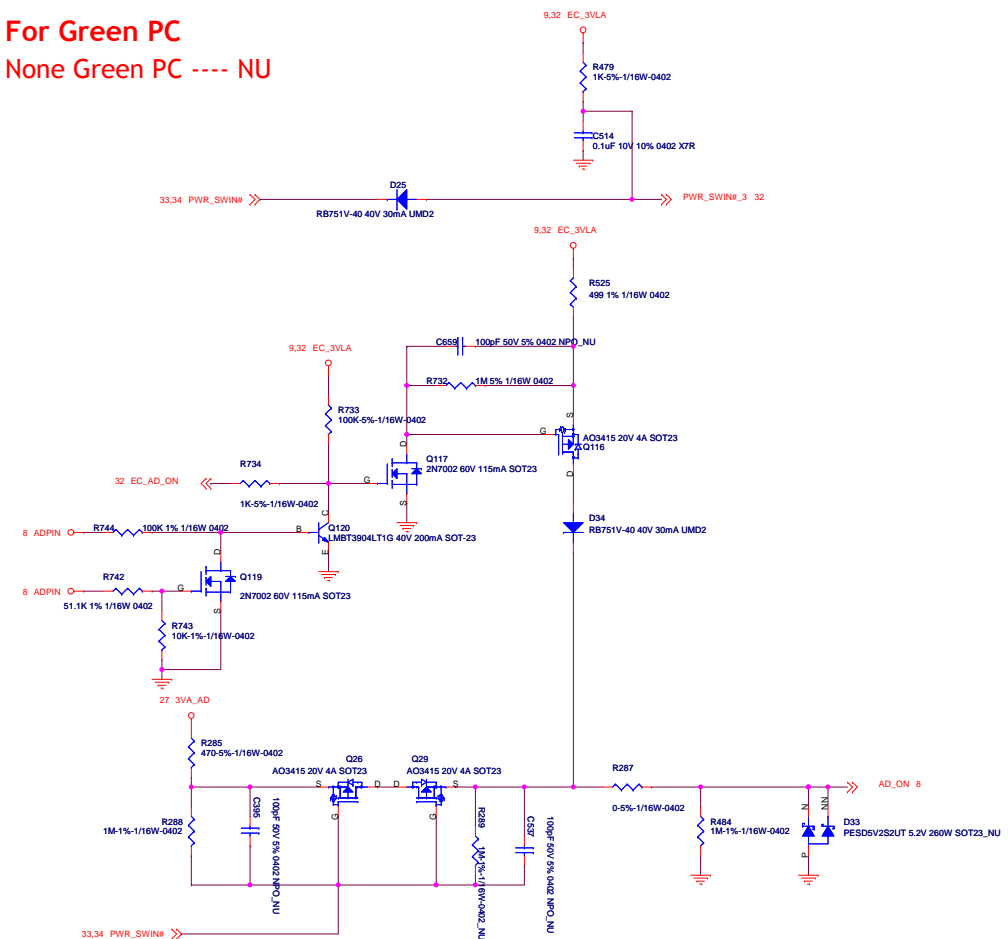 For Green PC
None Green PC ---- NU
9,32 EC_3VLA
R479
1K-5%-1/16W-0402
C514
0.1uF 10V 10% 0402 X7R
33,34 PWR_SWIN#
D25
RB751V-40 40V 30mA UMD2
PWR_SWIN#_3 32
9,32 EC_3VLA
R525
499 1% 1/16W 0402
C659
100pF 50V 5% 0402 NPO_NU
9,32 EC_3VLA
R732
1M 5% 1/16W 0402
R733
100K-5%-1/16W-0402
S
G
AO3415 20V 4A SOT23
Q116
D
D
Q117
2N7002 60V 115mA SOT23
G
S
R734
32 EC_AD_ON
1K-5%-1/16W-0402
C
D34
RB751V-40 40V 30mA UMD2
8 ADPIN
R744
100K 1% 1/16W 0402
B
Q120
LMBT3904LT1G 40V 200mA SOT-23
E
D
R742
8 ADPIN
51.1K 1% 1/16W 0402
G
Q119
2N7002 60V 115mA SOT23
S
R743
10K-1%-1/16W-0402
27 3VA_AD
R285
470-5%-1/16W-0402
Q26
AO3415 20V 4A SOT23
Q29
AO3415 20V 4A SOT23
S
D
D
S
G
G
R287
0-5%-1/16W-0402
AD_ON 8
R288
1M-1%-1/16W-0402
C395
100pF 50V 5% 0402 NPO_NU
R289
1M-1%-1/16W-0402_NU
C537
100pF 50V 5% 0402 NPO_NU
R484
1M-1%-1/16W-0402
N
NN
D33
PESD5V2S2UT 5.2V 260W SOT23_NU
P
33,34 PWR_SWIN#